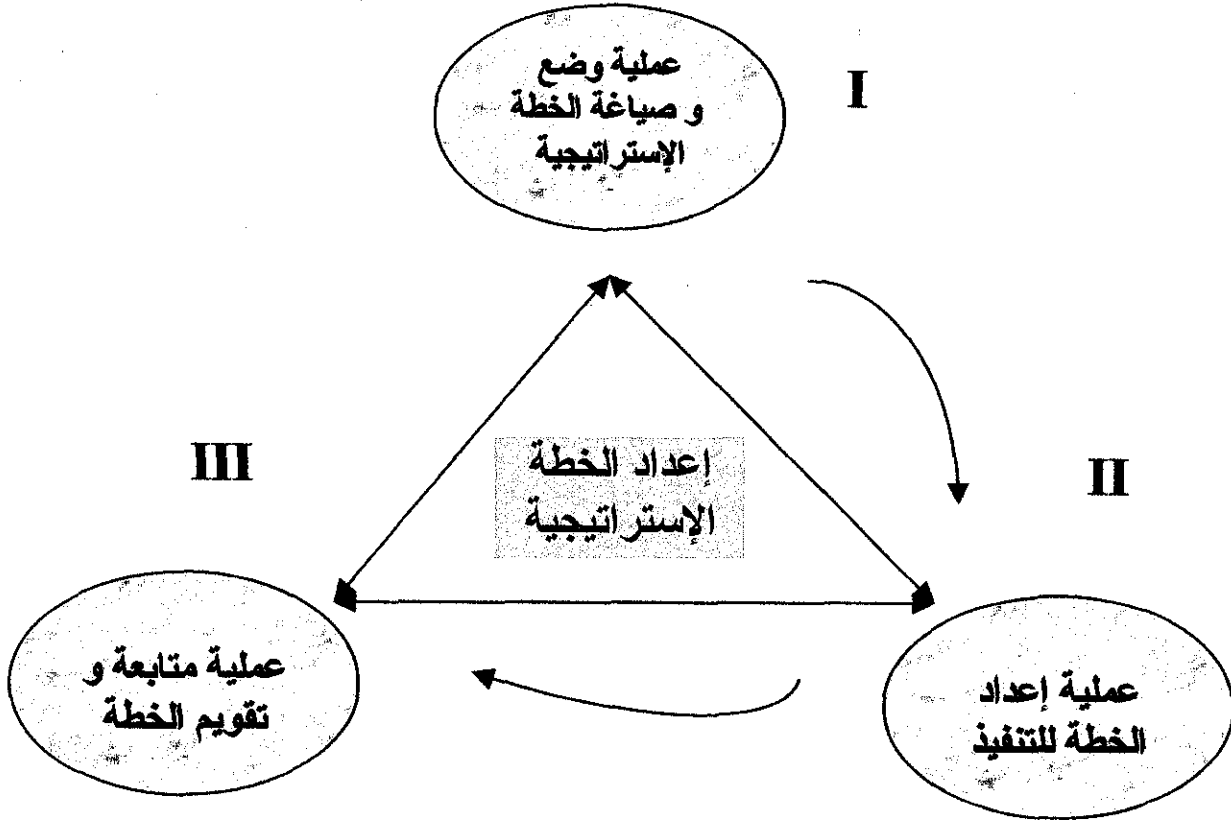 عملية وضع
و صياغة الخطة
الإستراتيجية
I
إعداد الخطة
الإستراتيجية
III
II
عملية متابعة و
تقويم الخطة
عملية إعداد
الخطة للتنفيذ